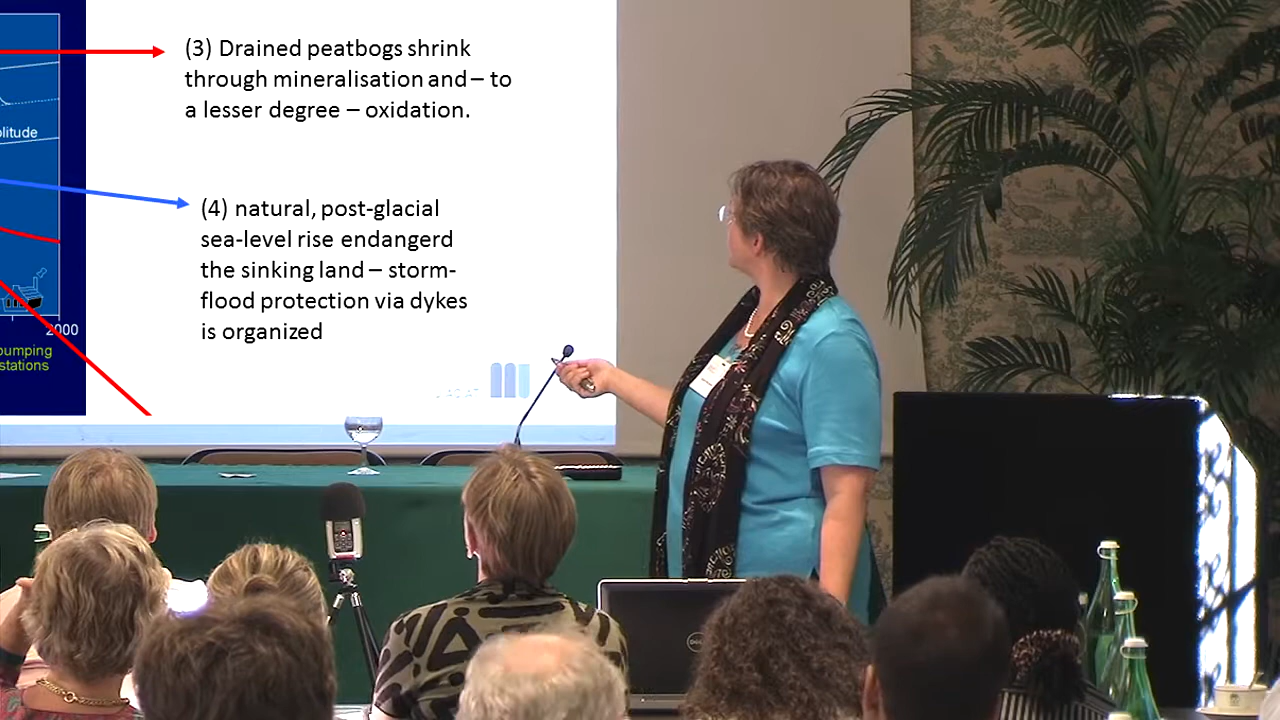 (3) Drained peatbogs shrink
through mineralisation and – to
a lesser degree – oxidation.
plitude
(4) natural, post-glacial
sea-level rise endangerd
the sinking land – storm-
flood protection via dykes
is organized
2000
pumping
stations
DELL